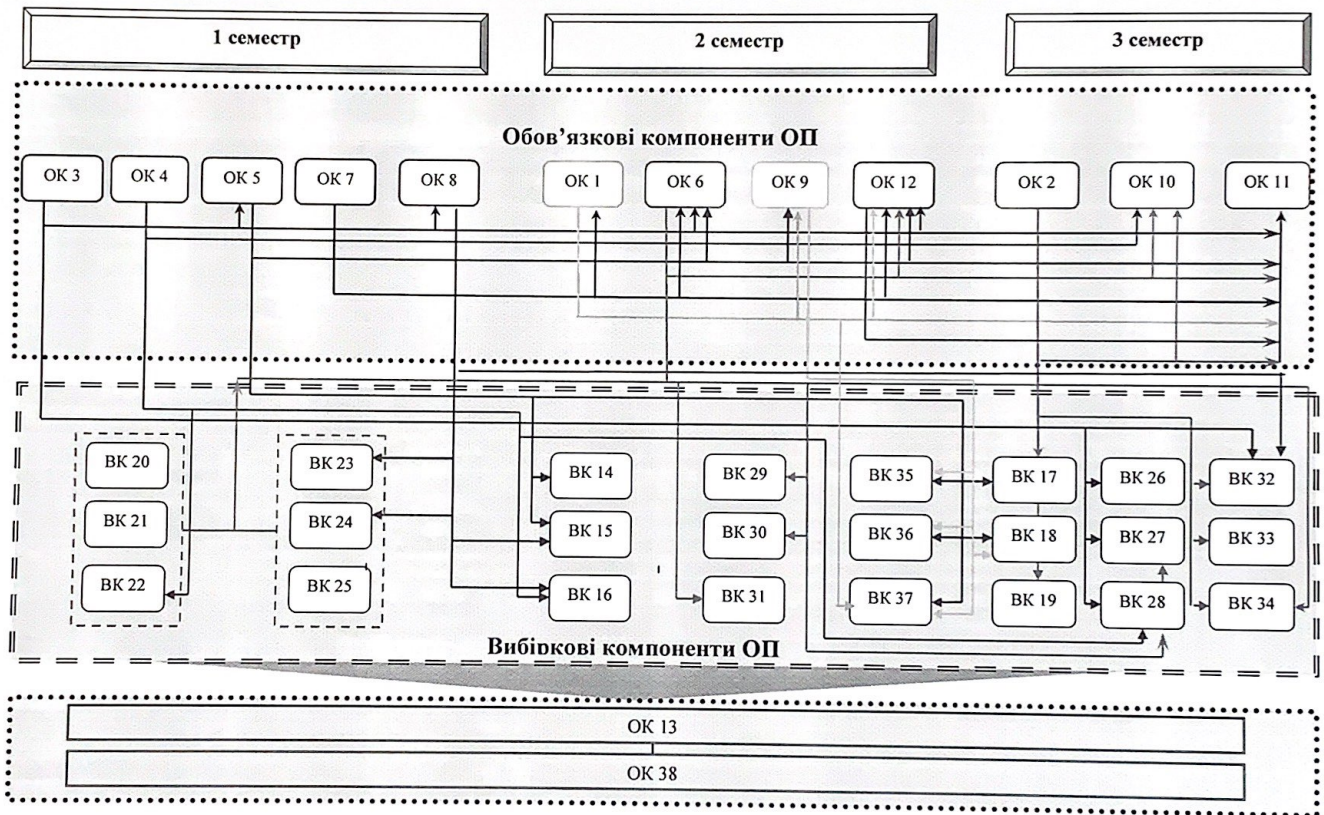 1 семестр
2 семестр
3 семестр
Обов’язкові компоненти ОП
ОК 3
ОК 4
ОК 5
ОК 7
ОК 8
ОК 1
ОК 6
ОК 9
ОК 12
ОК 2
ОК 10
ОК 11
ВК 20
ВК 23
ВК 14
ВК 29
ВК 35
ВК 17
ВК 26
ВК 32
ВК 21
ВК 24
ВК 15
ВК 30
ВК 36
ВК 18
ВК 27
ВК 33
ВК 22
ВК 25
ВК 16
ВК 31
ВК 37
ВК 19
ВК 28
ВК 34
Вибіркові компоненти ОП
ОК 13
ОК 38